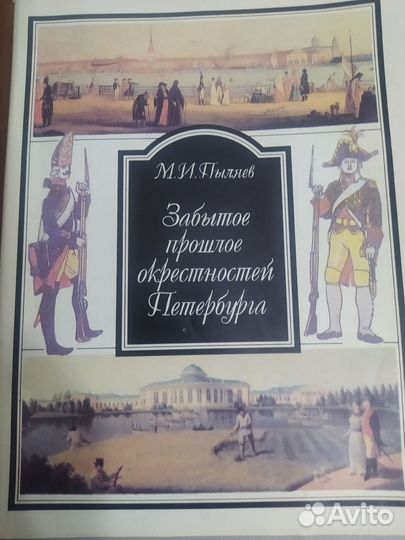 М.И.Пыляев
Забытое
прошлое
окрестностей
Петербурга
Avito